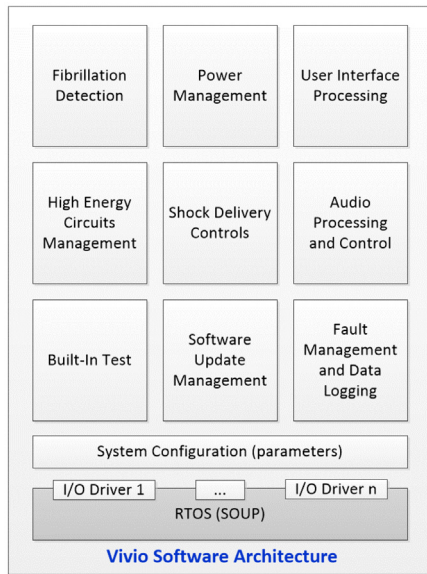 Fibrillation
Detection
Power
Management
User Interface
Processing
High Energy
Circuits
Management
Shock Delivery
Controls
Audio
Processing
and Control
Built-In Test
Software
Update
Management
Fault
Management
and Data
Logging
System Configuration (parameters)
I/O Driver 1
...
I/O Driver n
RTOS (SOUP)
Vivio Software Architecture